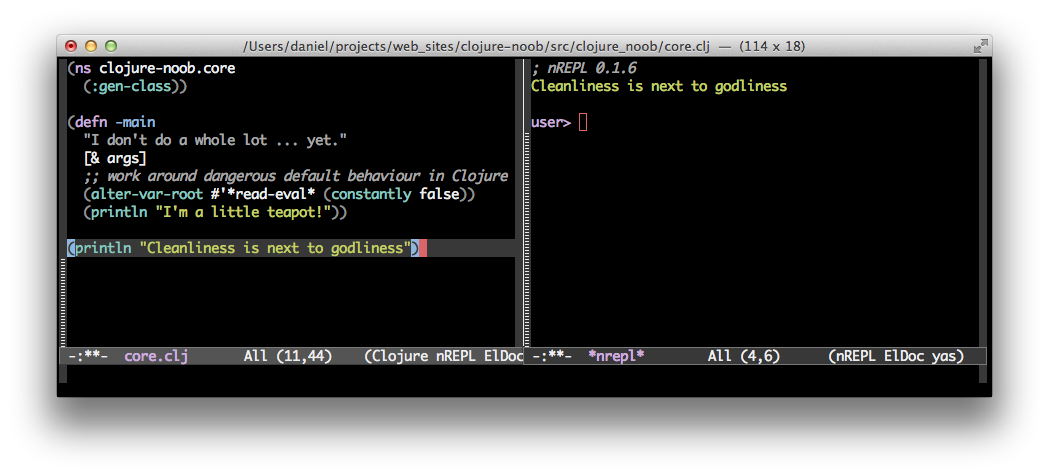 /Users/daniel/projects/web_sites/clojure-noob/src/clojure_noob/core.clj — (114 x 18)
(ns clojure-noob.core
  (:gen-class))
(defn -main
  "I don't do a whole lot ... yet."
  [& args]
  ;; work around dangerous default behaviour in Clojure
  (alter-var-root #'*read-eval* (constantly false))
  (println "I'm a little teapot!"))
(println "Cleanliness is next to godliness")
-:**-  core.clj       All (11,44)    (Clojure nREPL ElDoc
; nREPL 0.1.6
Cleanliness is next to godliness
user>
-:**-  *nrepl*        All (4,6)      (nREPL ElDoc yas)